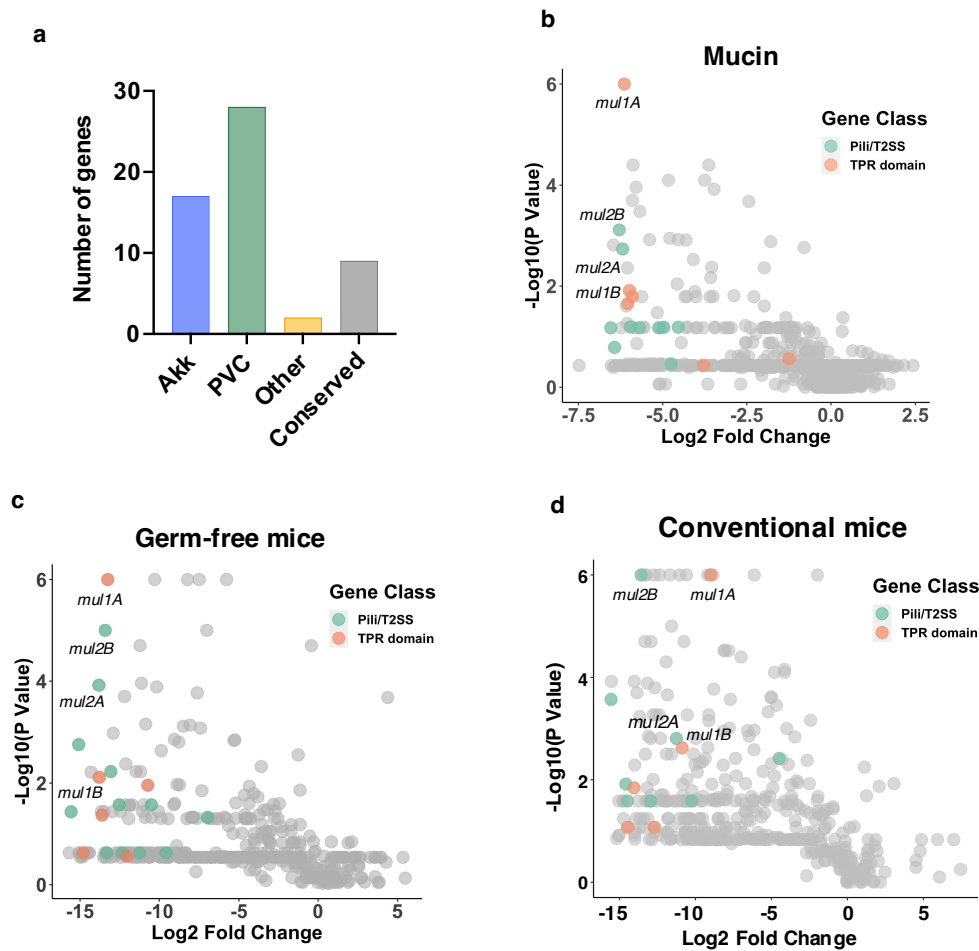 a
Number of genes
30
20
10
0
Akk
PVC
Other
Conserved
b
Mucin
-Log10(P Value)
6
4
2
0
mul1A
mul2B
mul2A
mul1B
Gene Class
Pili/T2SS
TPR domain
-7.5 -5.0 -2.5 0.0 2.5
Log2 Fold Change
c
Germ-free mice
-Log10(P Value)
6
4
2
0
mul1A
mul2B
mul2A
mul1B
Gene Class
Pili/T2SS
TPR domain
-15 -10 -5 0 5
Log2 Fold Change
d
Conventional mice
-Log10(P Value)
6
4
2
0
mul2B mul1A
mul2A
mul1B
Gene Class
Pili/T2SS
TPR domain
-15 -10 -5 0 5
Log2 Fold Change